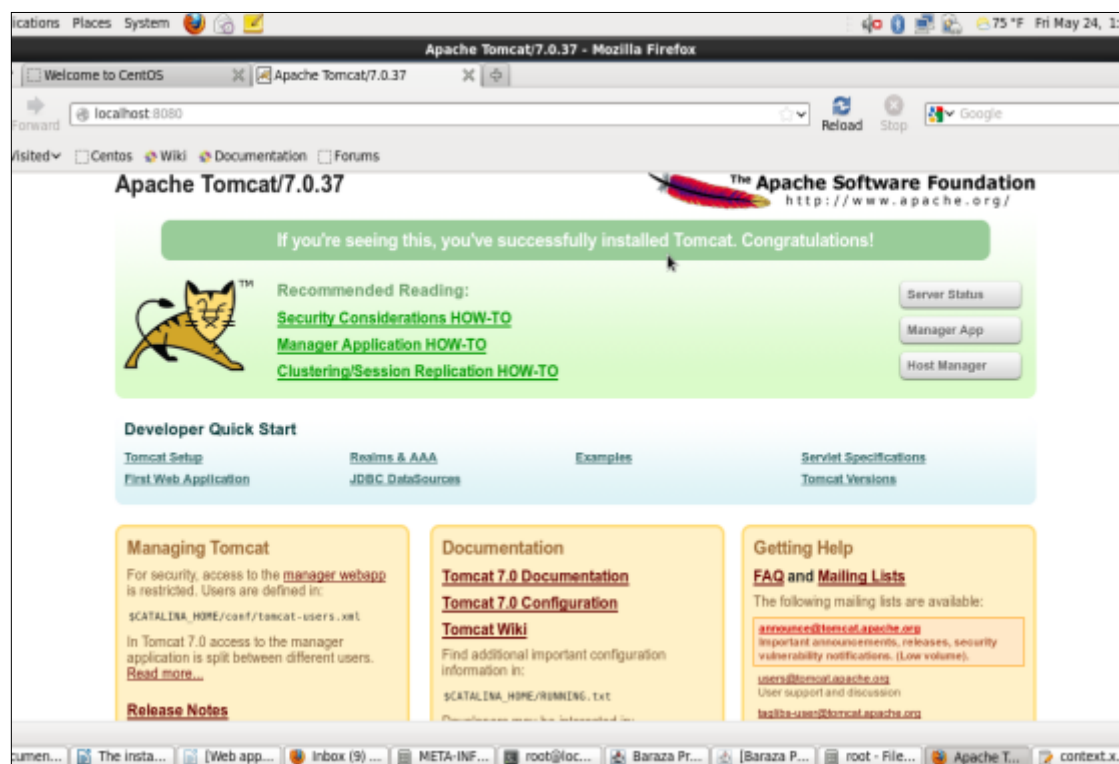 ications Places System 75 °F Fri May 24, 1:
Apache Tomcat/7.0.37 - Mozilla Firefox
Welcome to CentOS Apache Tomcat/7.0.37
Forward localhost:8080 Reload Stop Google
Visited Centos Wiki Documentation Forums
Apache Tomcat/7.0.37
The Apache Software Foundation
http://www.apache.org/
If you're seeing this, you've successfully installed Tomcat. Congratulations!
TM
Recommended Reading:
Security Considerations HOW-TO
Manager Application HOW-TO
Clustering/Session Replication HOW-TO
Server Status
Manager App
Host Manager
Developer Quick Start
Tomcat Setup Realms & AAA Examples Servlet Specifications
First Web Application JDBC DataSources Tomcat Versions
Managing Tomcat
For security, access to the manager webapp
is restricted. Users are defined in:
$CATALINA_HOME/conf/tomcat-users.xml
In Tomcat 7.0 access to the manager
application is split between different users.
Read more...
Release Notes
Documentation
Tomcat 7.0 Documentation
Tomcat 7.0 Configuration
Tomcat Wiki
Find additional important configuration
information in:
$CATALINA_HOME/RUNNING.txt
Developers may be interested in:
Getting Help
FAQ and Mailing Lists
The following mailing lists are available:
announce@tomcat.apache.org
Important announcements, releases, security
vulnerability notifications. (Low volume).
users@tomcat.apache.org
User support and discussion
taglibs-user@tomcat.apache.org
cumen... The insta... [Web app... Inbox (9) ... META-INF... root@loc... Baraza Pr... [Baraza P... root - File... Apache T... context.x